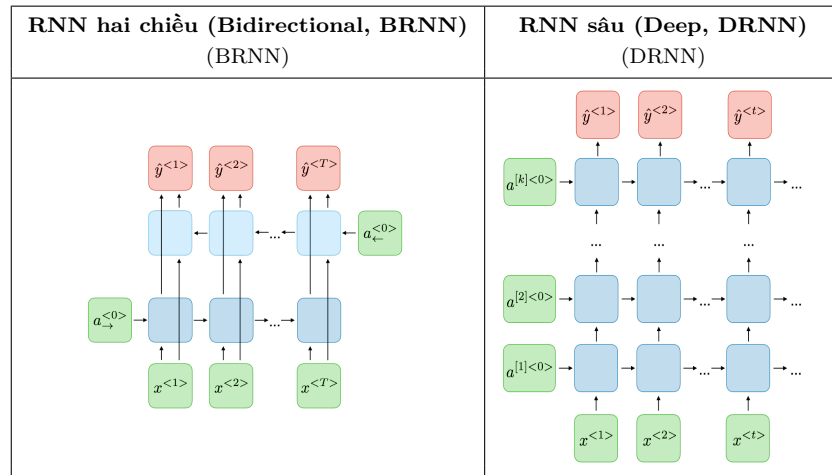 RNN hai chiều (Bidirectional, BRNN)
(BRNN)
ŷ<1> ŷ<2> ŷ<T>
...
a←<0>
a→<0>
...
x<1> x<2> x<T>
RNN sâu (Deep, DRNN)
(DRNN)
ŷ<1> ŷ<2> ŷ<t>
a[k]<0> ... ...
... ... ...
a[2]<0> ... ...
a[1]<0> ... ...
x<1> x<2> x<t>